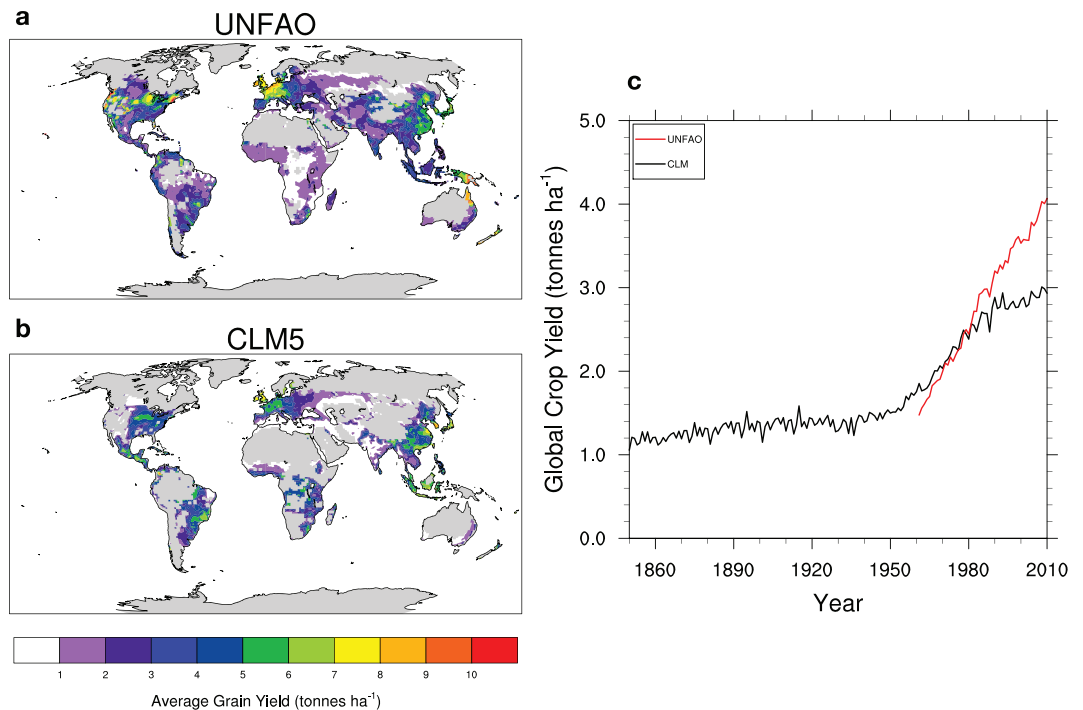 a
UNFAO
b
CLM5
1 2 3 4 5 6 7 8 9 10
Average Grain Yield (tonnes ha⁻¹)
c
UNFAO
CLM
5.0
4.0
3.0
2.0
1.0
0.0
Global Crop Yield (tonnes ha⁻¹)
1860 1890 1920 1950 1980 2010
Year